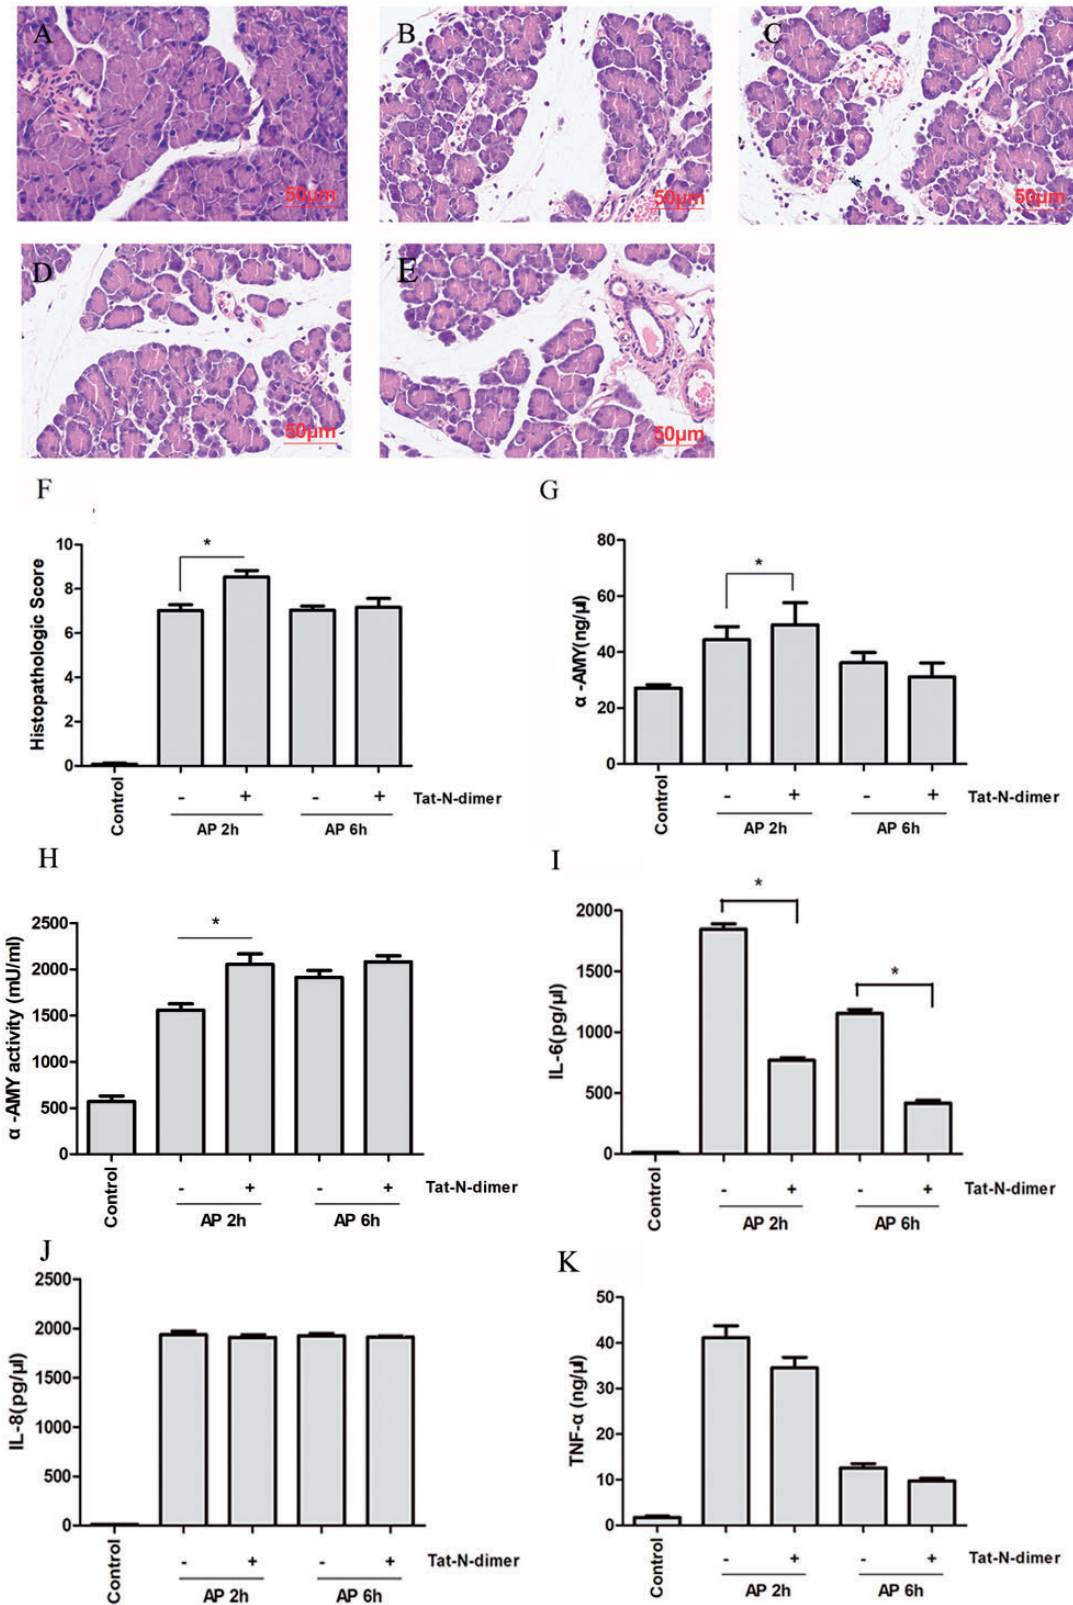 A
B
C
50µm
50µm
50µm
D
E
50µm
50µm
F
G
Histopathologic Score
10
8
6
4
2
0
*
Control
-
+
-
+
Tat-N-dimer
AP 2h
AP 6h
α -AMY(ng/µl)
80
60
40
20
0
*
Control
-
+
-
+
Tat-N-dimer
AP 2h
AP 6h
H
I
α -AMY activity (mU/ml)
2500
2000
1500
1000
500
0
*
Control
-
+
-
+
Tat-N-dimer
AP 2h
AP 6h
IL-6(pg/µl)
2000
1500
1000
500
0
*
*
Control
-
+
-
+
Tat-N-dimer
AP 2h
AP 6h
J
K
IL-8(pg/µl)
2500
2000
1500
1000
500
0
Control
-
+
-
+
Tat-N-dimer
AP 2h
AP 6h
TNF-α (ng/µl)
50
40
30
20
10
0
Control
-
+
-
+
Tat-N-dimer
AP 2h
AP 6h